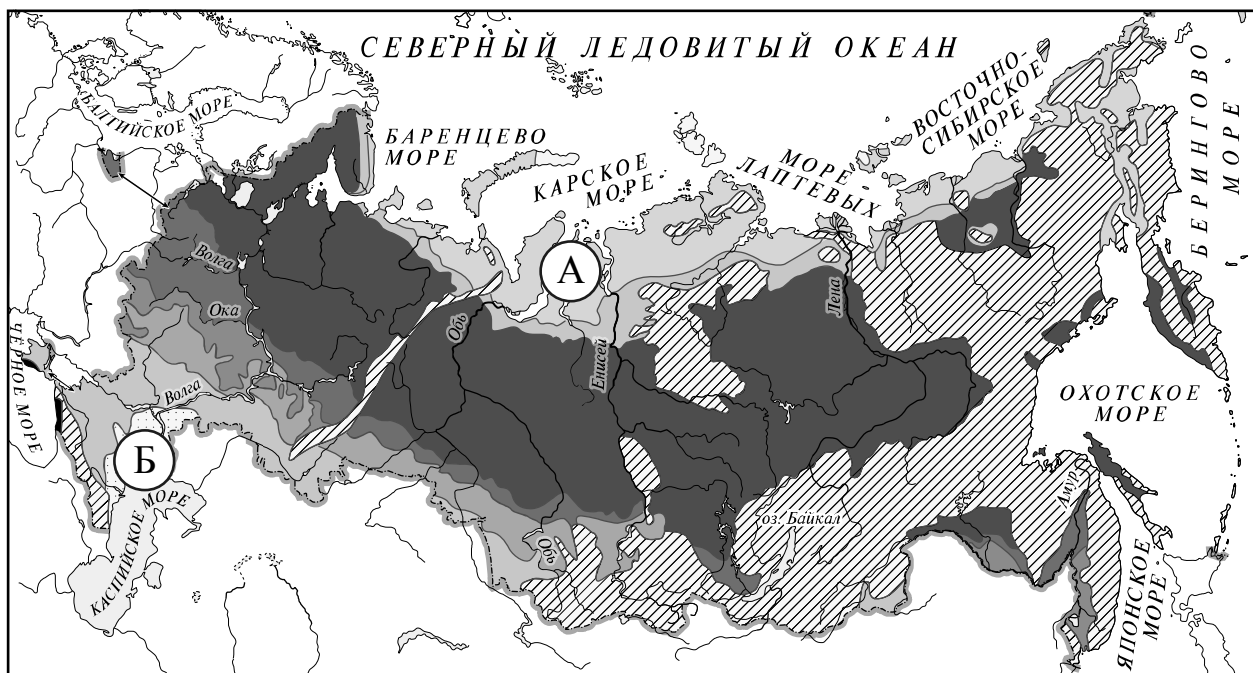 СЕВЕРНЫЙ ЛЕДОВИТЫЙ ОКЕАН
БАЛТИЙСКОЕ МОРЕ
БАРЕНЦЕВО
МОРЕ
КАРСКОЕ
МОРЕ
МОРЕ
ЛАПТЕВЫХ
ВОСТОЧНО-
СИБИРСКОЕ
МОРЕ
БЕРИНГОВО
МОРЕ
А
Волга
Ока
Обь
Енисей
Лена
ЧЕРНОЕ МОРЕ
Волга
Б
КАСПИЙСКОЕ МОРЕ
Обь
оз. Байкал
Амур
ОХОТСКОЕ
МОРЕ
ЯПОНСКОЕ
МОРЕ